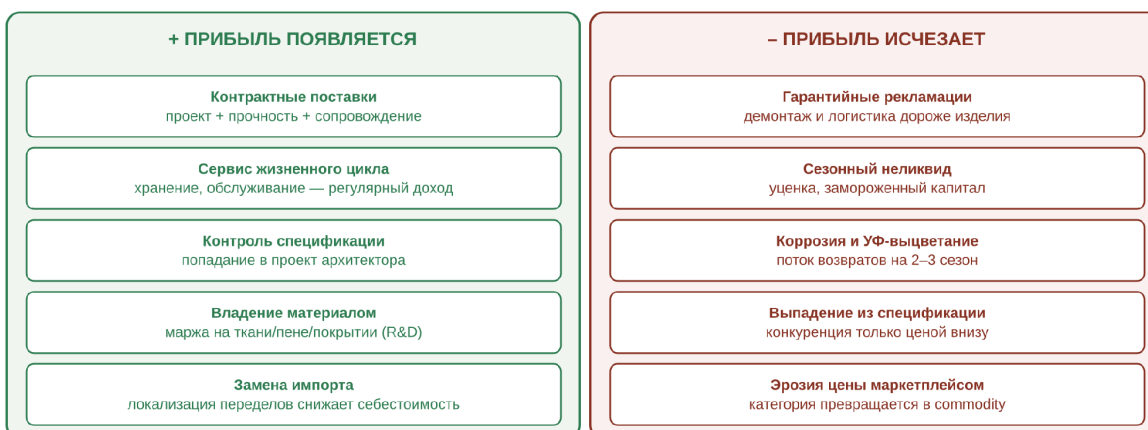 + ПРИБЫЛЬ ПОЯВЛЯЕТСЯ
Контрактные поставки
проект + прочность + сопровождение
Сервис жизненного цикла
хранение, обслуживание — регулярный доход
Контроль спецификации
попадание в проект архитектора
Владение материалом
маржа на ткани/пене/покрытии (R&D)
Замена импорта
локализация переделов снижает себестоимость
– ПРИБЫЛЬ ИСЧЕЗАЕТ
Гарантийные рекламации
демонтаж и логистика дороже изделия
Сезонный неликвид
уценка, замороженный капитал
Коррозия и УФ-выцветание
поток возвратов на 2–3 сезон
Выпадение из спецификации
конкуренция только ценой внизу
Эрозия цены маркетплейсом
категория превращается в commodity